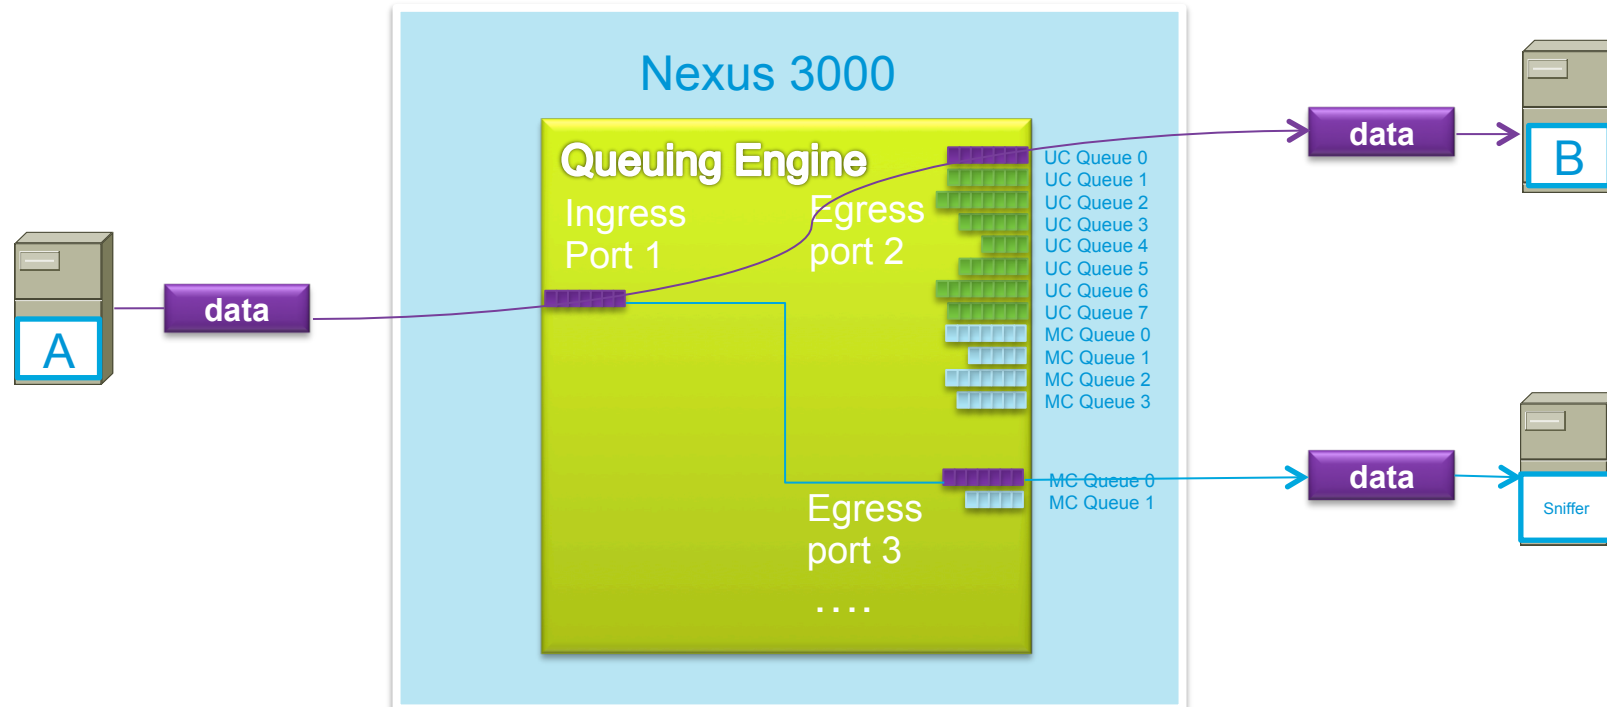 Nexus 3000
Queuing Engine
Ingress
Port 1
Egress
port 2
UC Queue 0
UC Queue 1
UC Queue 2
UC Queue 3
UC Queue 4
UC Queue 5
UC Queue 6
UC Queue 7
MC Queue 0
MC Queue 1
MC Queue 2
MC Queue 3
data
B
A
data
MC Queue 0
MC Queue 1
Egress
port 3
....
data
Sniffer